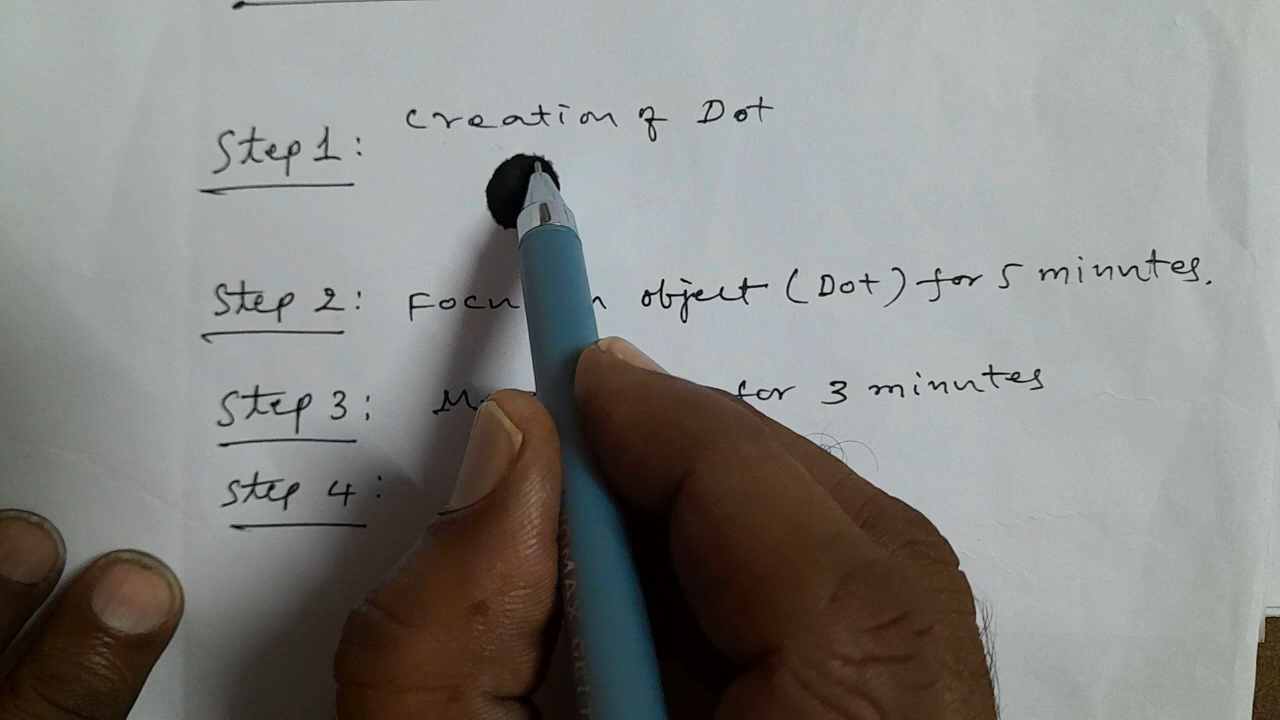 Creation of Dot
Step 1:
Step 2: object (Dot) for 5 minutes.
Step 3: for 3 minutes
Step 4: